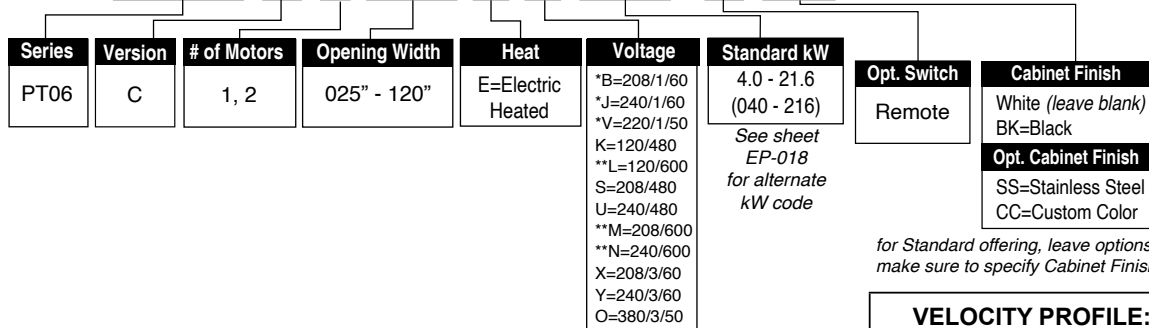 Series
PT06
Version
C
# of Motors
1, 2
Opening Width
025” - 120”
Heat
E=Electric
Heated
Voltage
*B=208/1/60
*J=240/1/60
*V=220/1/50
K=120/480
**L=120/600
S=208/480
U=240/480
**M=208/600
**N=240/600
X=208/3/60
Y=240/3/60
O=380/3/50
Standard kW
4.0 - 21.6
(040 - 216)
See sheet
EP-018
for alternate
kW code
Opt. Switch
Remote
Cabinet Finish
White (leave blank)
BK=Black
Opt. Cabinet Finish
SS=Stainless Steel
CC=Custom Color
for Standard offering, leave options
make sure to specify Cabinet Finish
VELOCITY PROFILE: